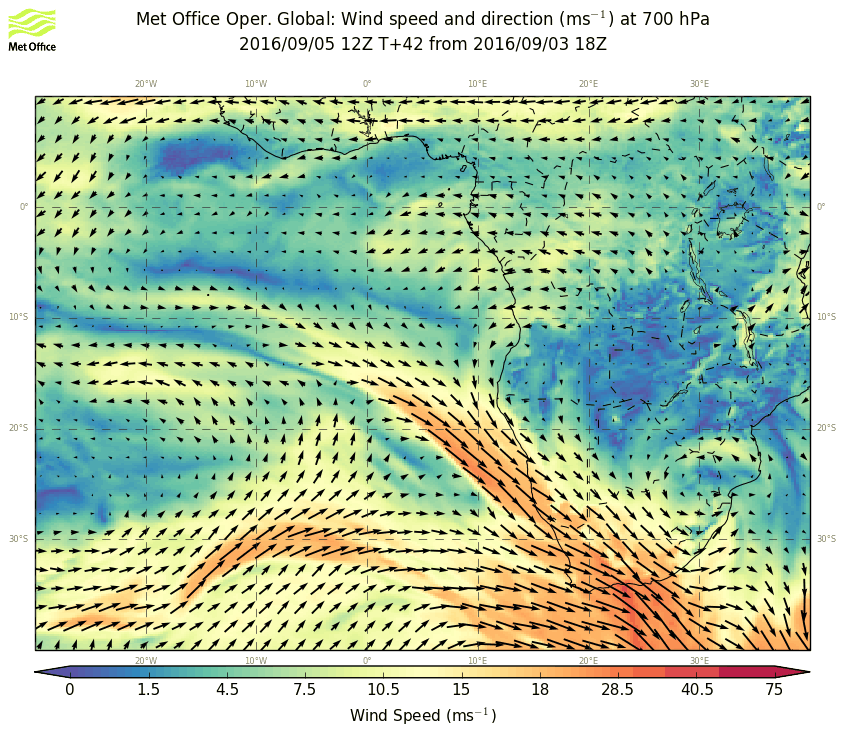 Met Office
Met Office Oper. Global: Wind speed and direction (ms⁻¹) at 700 hPa
2016/09/05 12Z T+42 from 2016/09/03 18Z
20°W 10°W 0° 10°E 20°E 30°E
0° 0°
10°S 10°S
20°S 20°S
30°S 30°S
20°W 10°W 0° 10°E 20°E 30°E
0 1.5 4.5 7.5 10.5 15 18 28.5 40.5 75
Wind Speed (ms⁻¹)